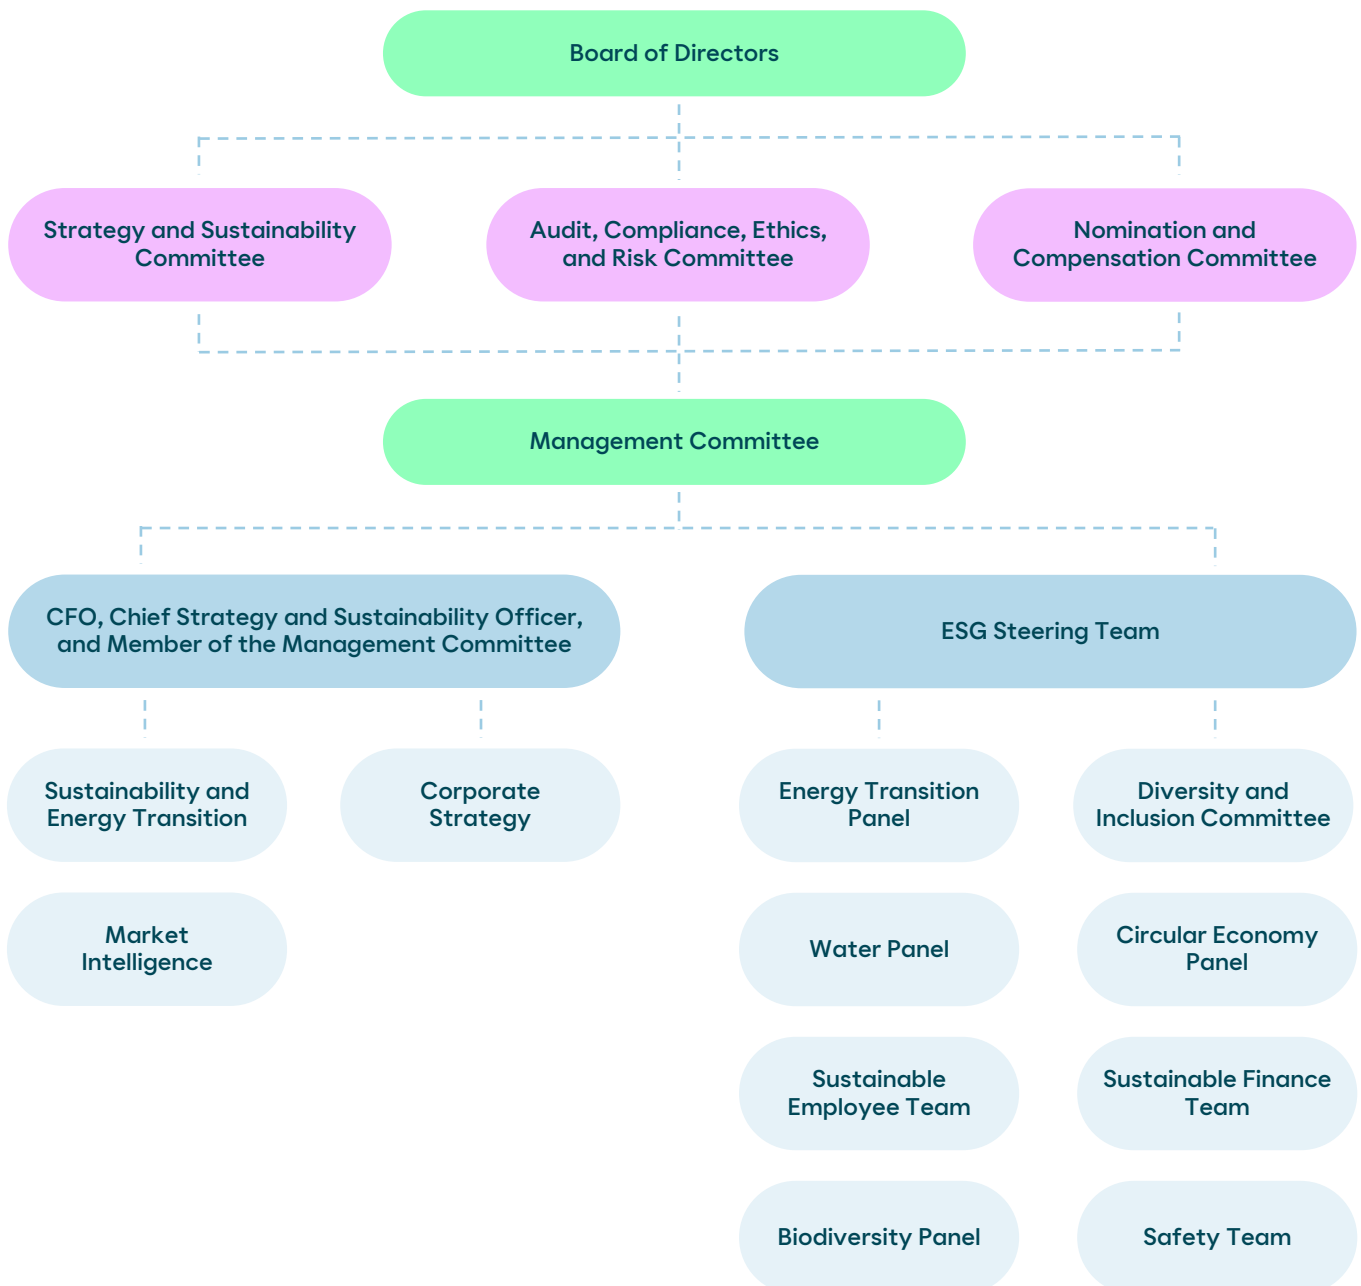 Board of Directors
Strategy and Sustainability
Committee
Audit, Compliance, Ethics,
and Risk Committee
Nomination and
Compensation Committee
Management Committee
CFO, Chief Strategy and Sustainability Officer,
and Member of the Management Committee
ESG Steering Team
Sustainability and
Energy Transition
Corporate
Strategy
Energy Transition
Panel
Diversity and
Inclusion Committee
Market
Intelligence
Water Panel
Circular Economy
Panel
Sustainable
Employee Team
Sustainable Finance
Team
Biodiversity Panel
Safety Team